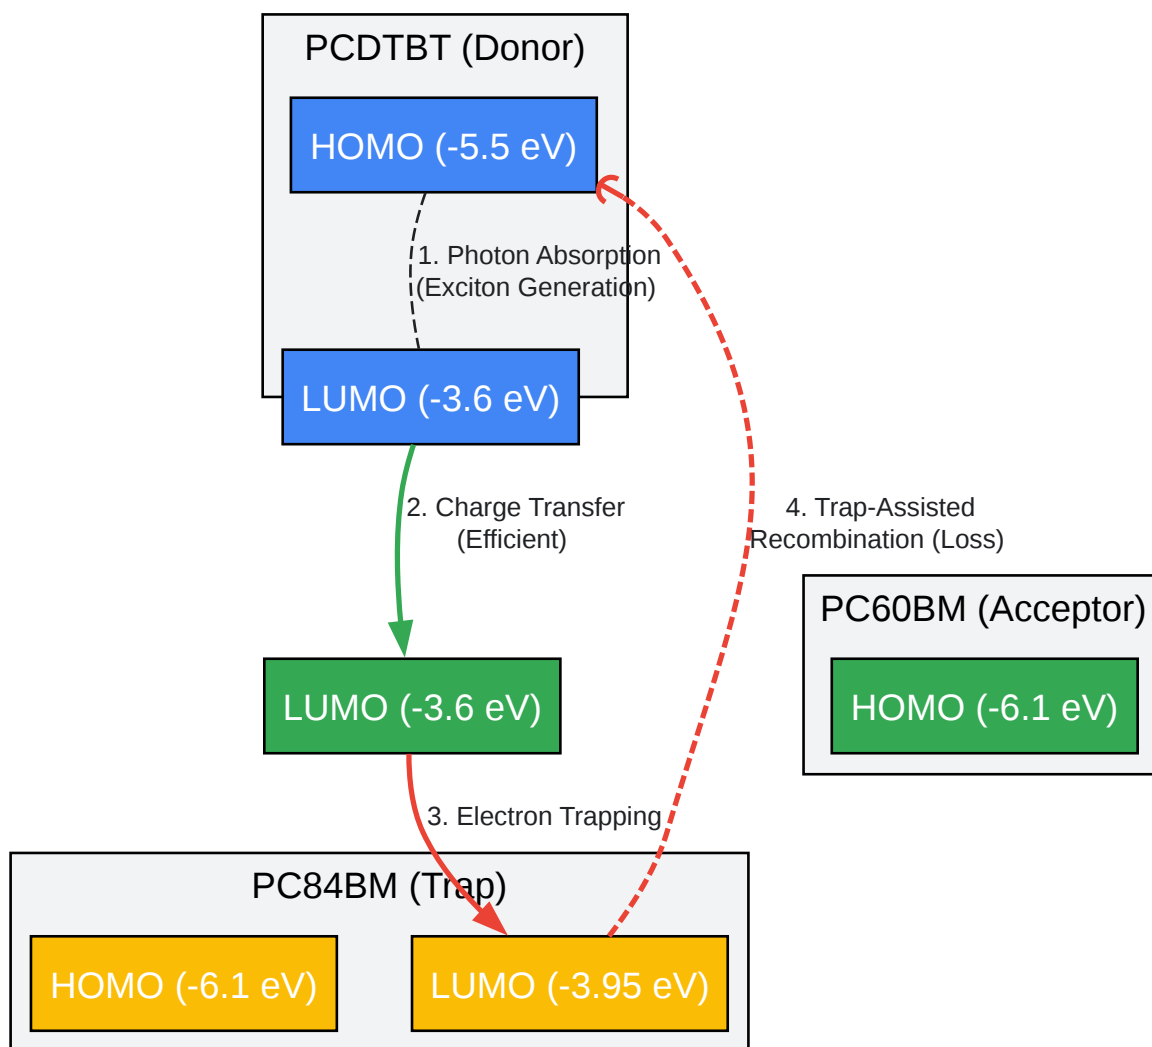 PCDTBT (Donor)
HOMO (-5.5 eV)
1. Photon Absorption
(Exciton Generation)
LUMO (-3.6 eV)
2. Charge Transfer
(Efficient)
4. Trap-Assisted
Recombination (Loss)
PC60BM (Acceptor)
LUMO (-3.6 eV)
HOMO (-6.1 eV)
3. Electron Trapping
PC84BM (Trap)
HOMO (-6.1 eV)
LUMO (-3.95 eV)